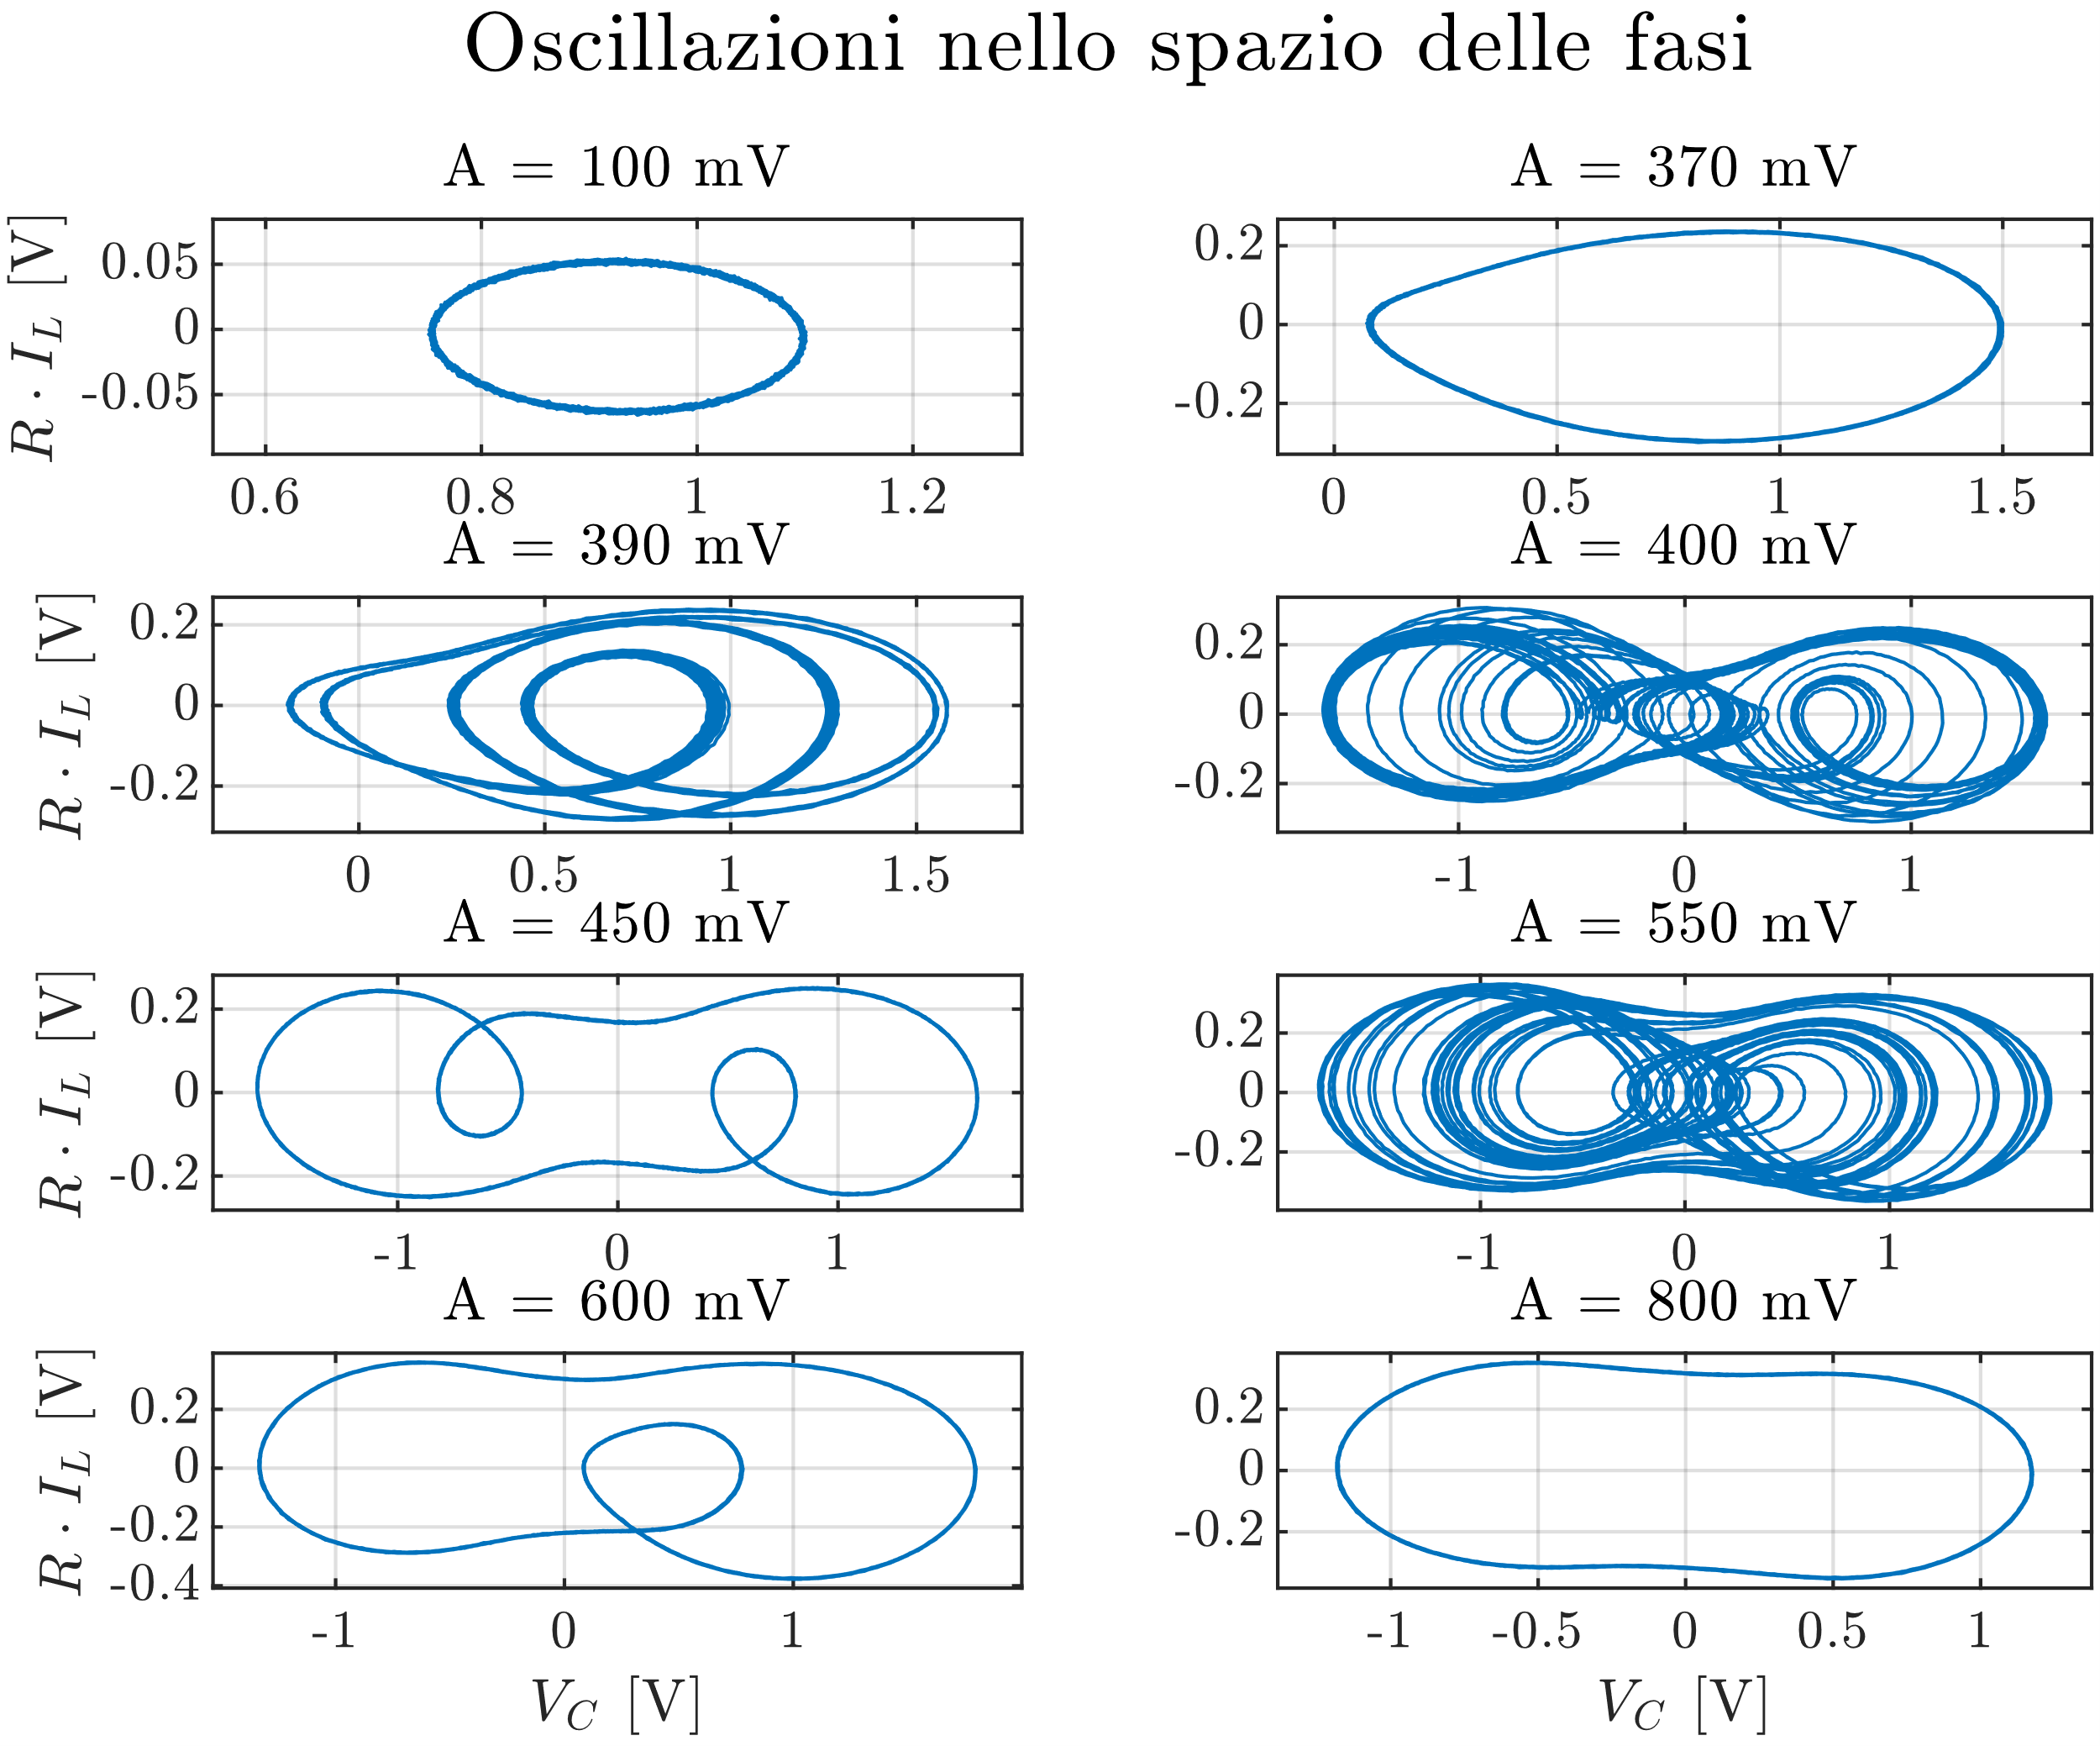 Oscillazioni nello spazio delle fasi
A = 100 mV
A = 370 mV
R · I_L [V]
0.05
0
-0.05
0.6 0.8 1 1.2
0.2
0
-0.2
0 0.5 1 1.5
A = 390 mV
A = 400 mV
R · I_L [V]
0.2
0
-0.2
0 0.5 1 1.5
0.2
0
-0.2
-1 0 1
A = 450 mV
A = 550 mV
R · I_L [V]
0.2
0
-0.2
-1 0 1
0.2
0
-0.2
-1 0 1
A = 600 mV
A = 800 mV
R · I_L [V]
0.2
0
-0.2
-0.4
-1 0 1
V_C [V]
0.2
0
-0.2
-1 -0.5 0 0.5 1
V_C [V]